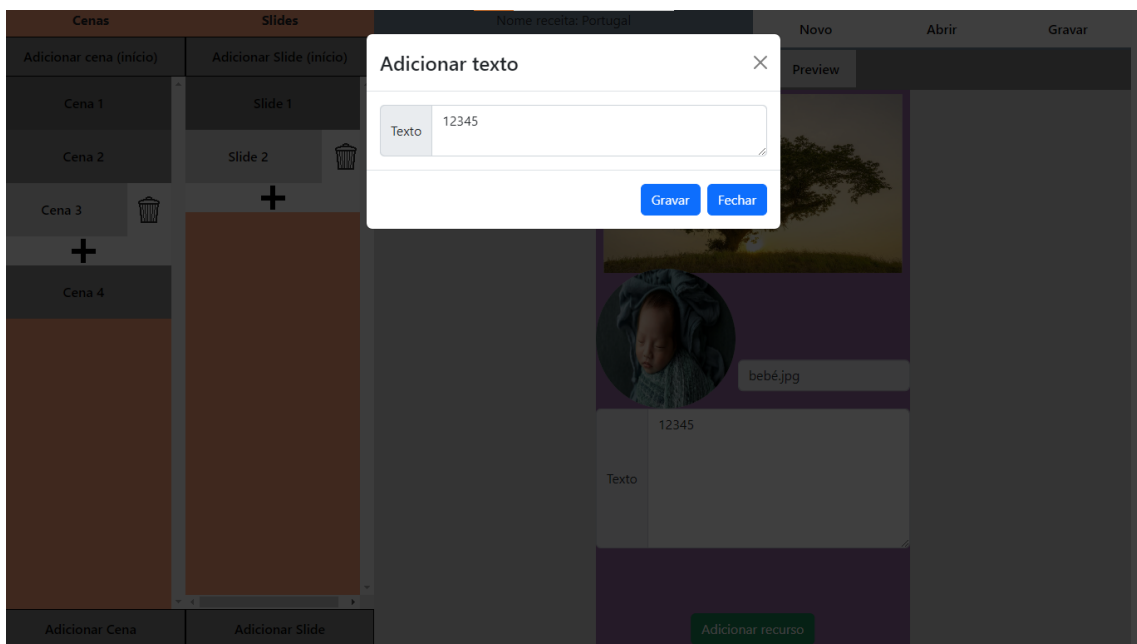 Cenas
Slides
Nome receita: Portugal
Novo
Abrir
Gravar
Adicionar cena (início)
Adicionar Slide (início)
Adicionar texto
Preview
Cena 1
Slide 1
Texto
12345
Cena 2
Slide 2
Gravar
Fechar
Cena 3
Cena 4
bebé.jpg
12345
Texto
Adicionar Cena
Adicionar Slide
Adicionar recurso